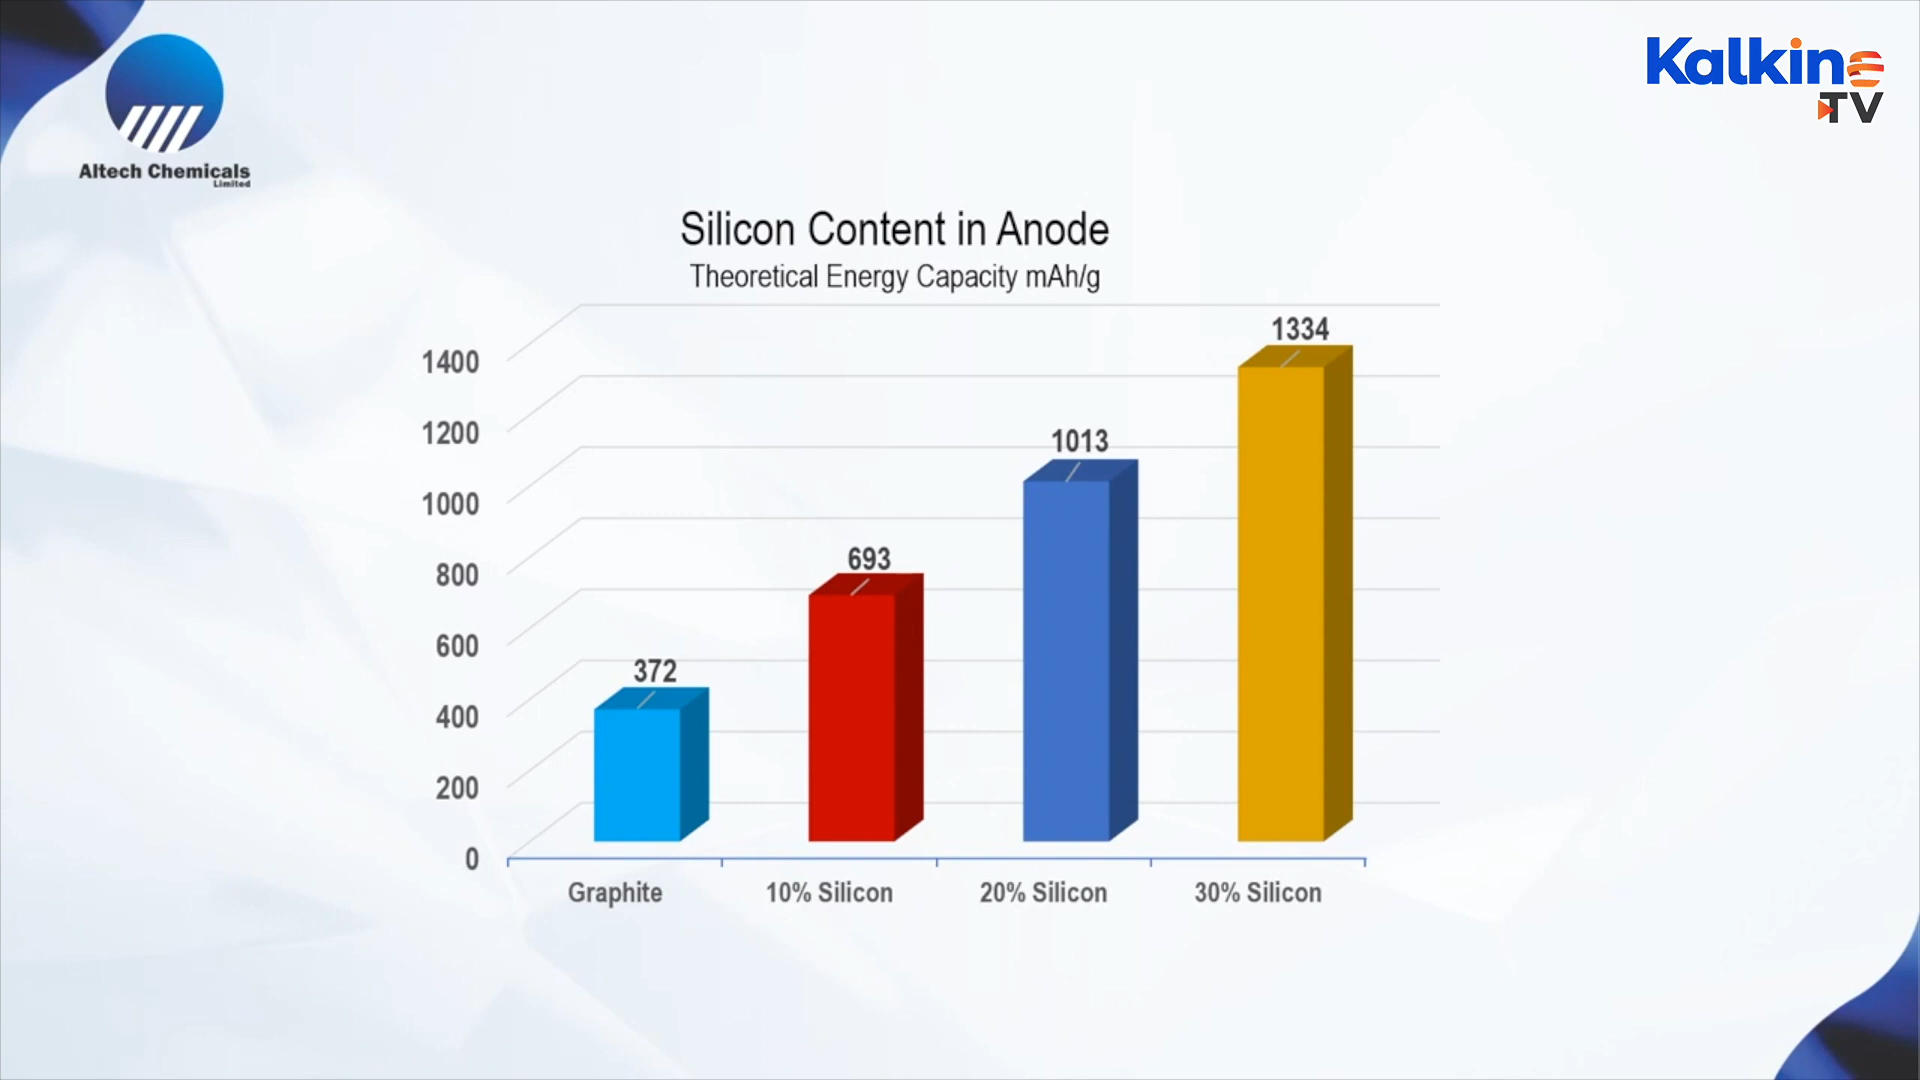 Altech Chemicals
Limited
Kalkine
TV
Silicon Content in Anode
Theoretical Energy Capacity mAh/g
1400
1200
1000
800
600
400
200
0
372
693
1013
1334
Graphite
10% Silicon
20% Silicon
30% Silicon